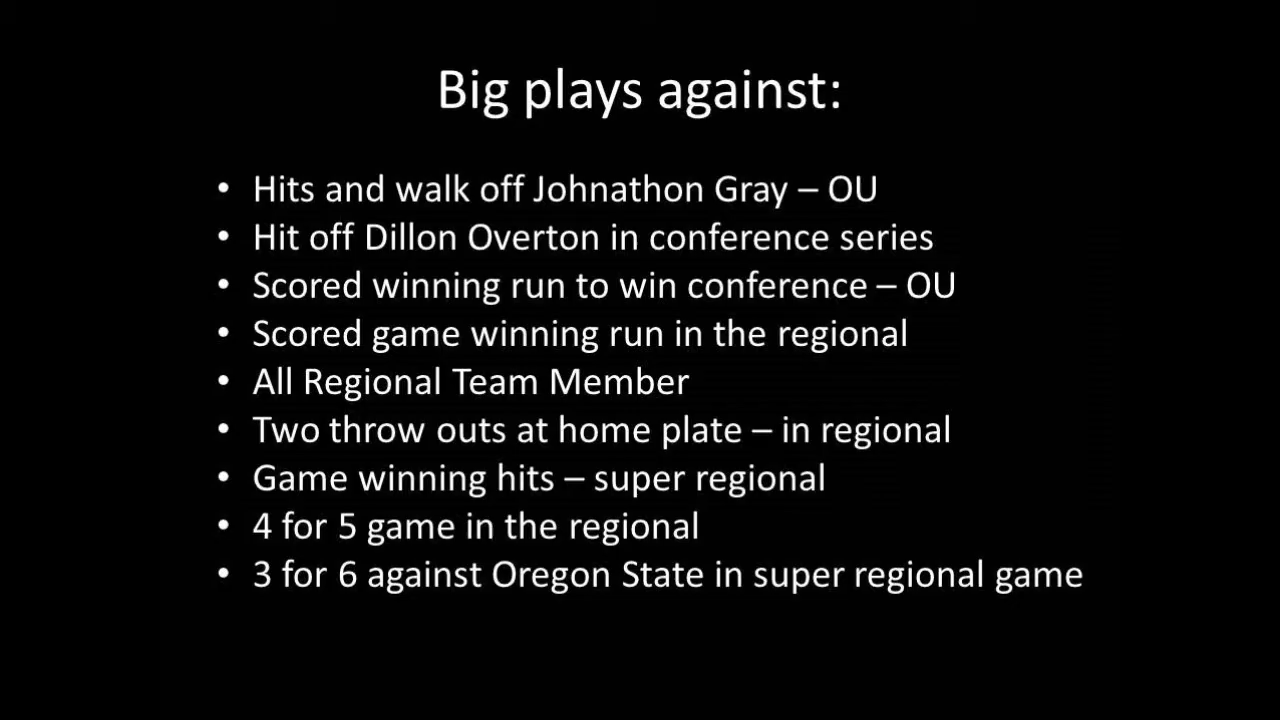 Big plays against:
• Hits and walk off Johnathon Gray – OU
• Hit off Dillon Overton in conference series
• Scored winning run to win conference – OU
• Scored game winning run in the regional
• All Regional Team Member
• Two throw outs at home plate – in regional
• Game winning hits – super regional
• 4 for 5 game in the regional
• 3 for 6 against Oregon State in super regional game